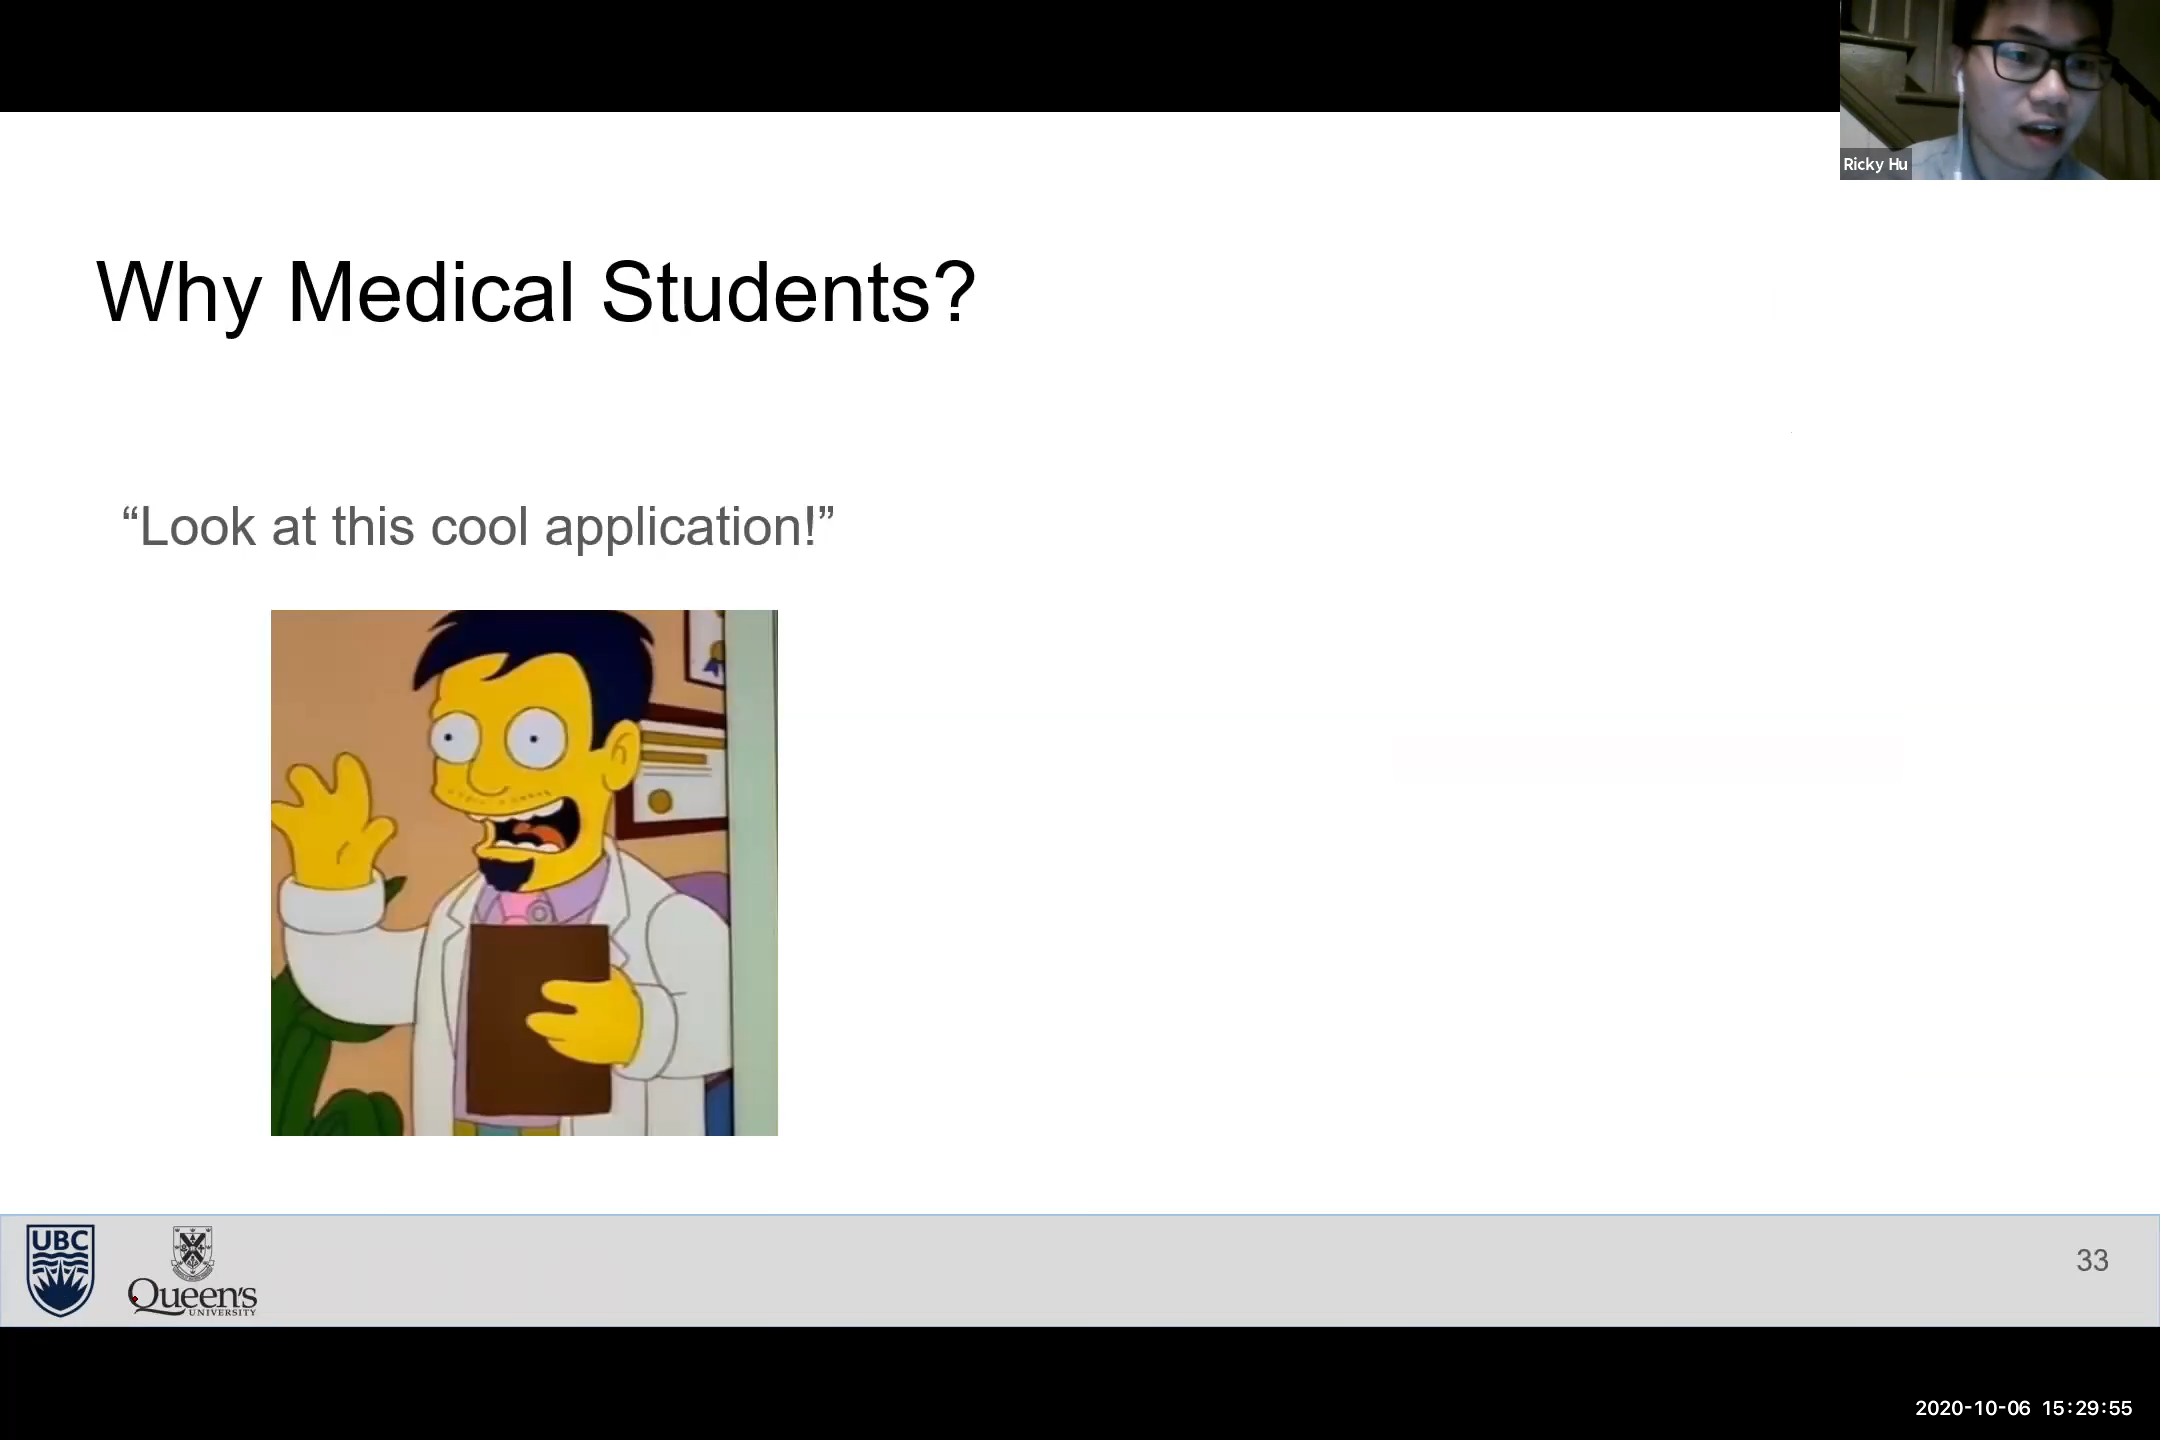 Ricky Hu
Why Medical Students?
“Look at this cool application!”
UBC
Queen's
UNIVERSITY
33
2020-10-06 15:29:55